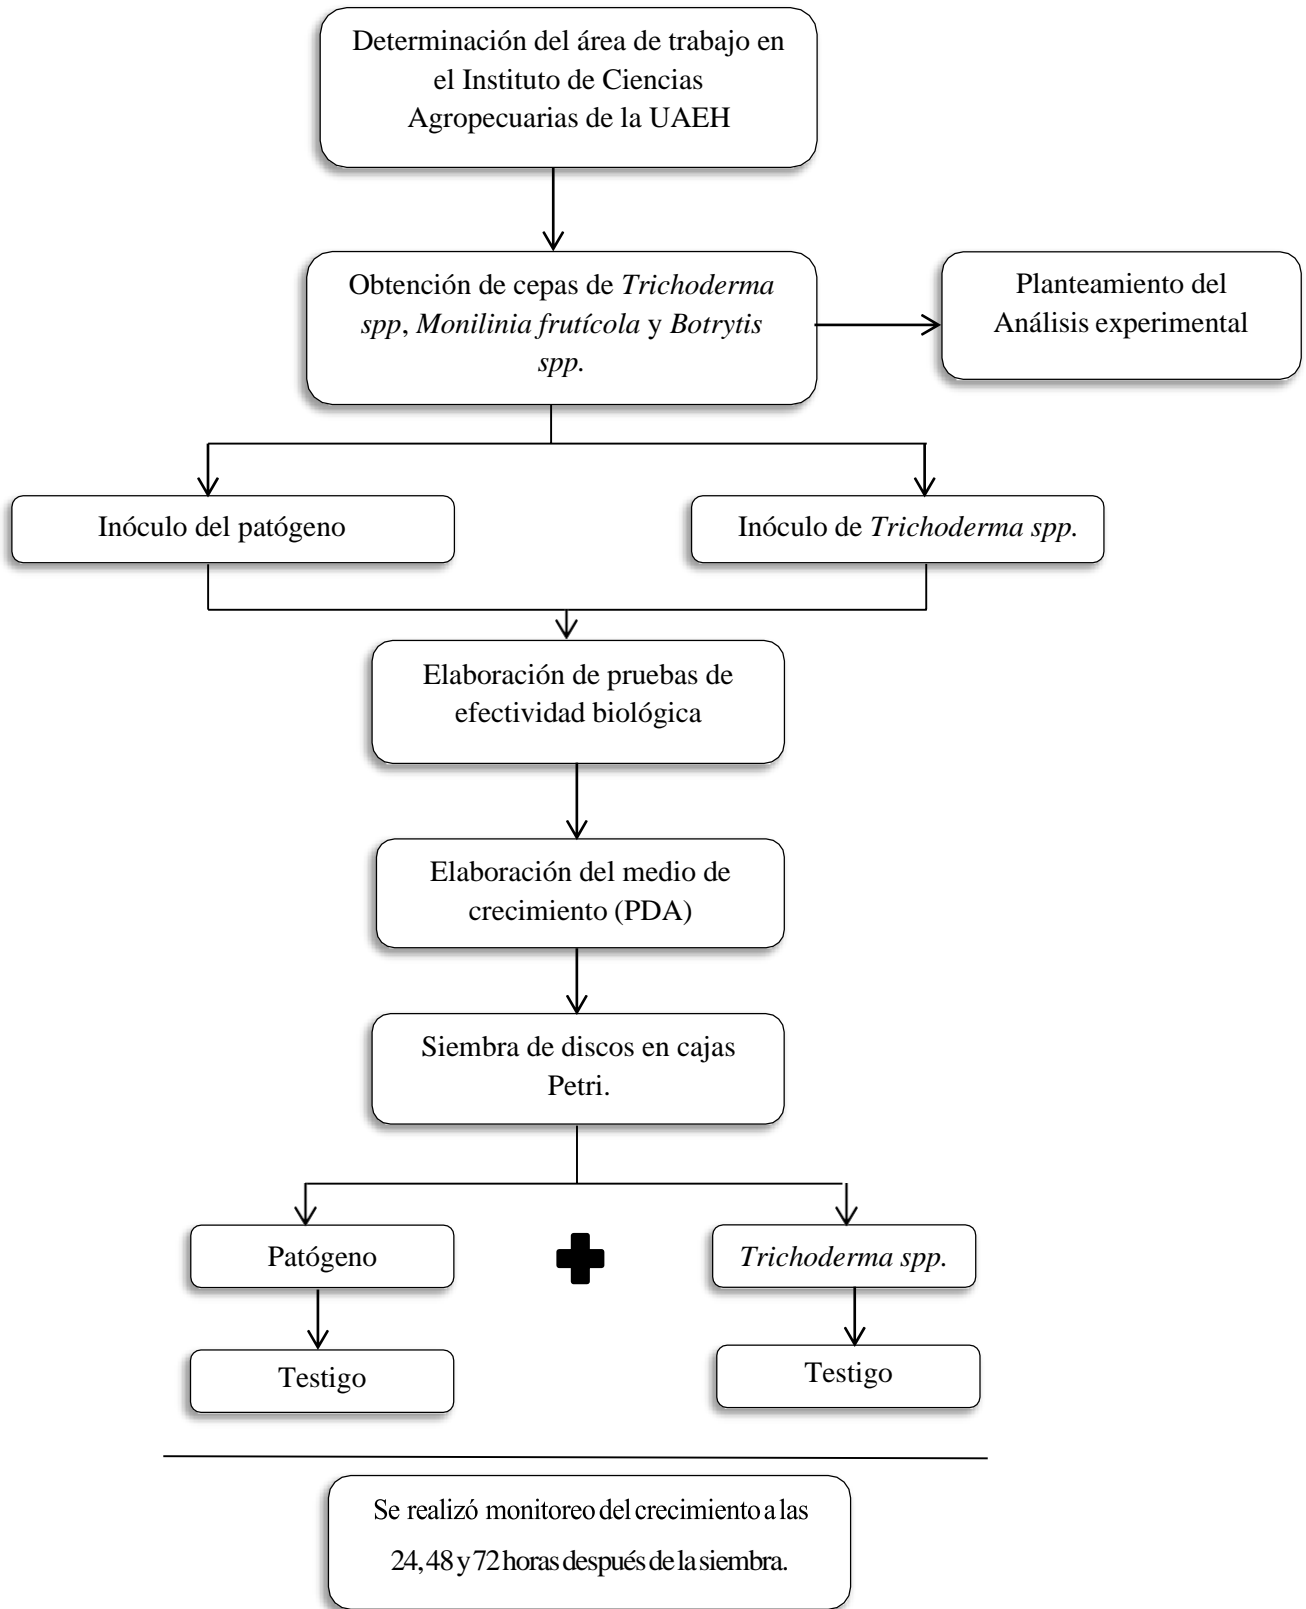 Determinación del área de trabajo en
el Instituto de Ciencias
Agropecuarias de la UAEH
Obtención de cepas de Trichoderma
spp, Monilinia frutícola y Botrytis
spp.
Planteamiento del
Análisis experimental
Inóculo del patógeno
Inóculo de Trichoderma spp.
Elaboración de pruebas de
efectividad biológica
Elaboración del medio de
crecimiento (PDA)
Siembra de discos en cajas
Petri.
Patógeno
Trichoderma spp.
Testigo
Testigo
Se realizó monitoreo del crecimiento a las
24, 48 y 72 horas después de la siembra.